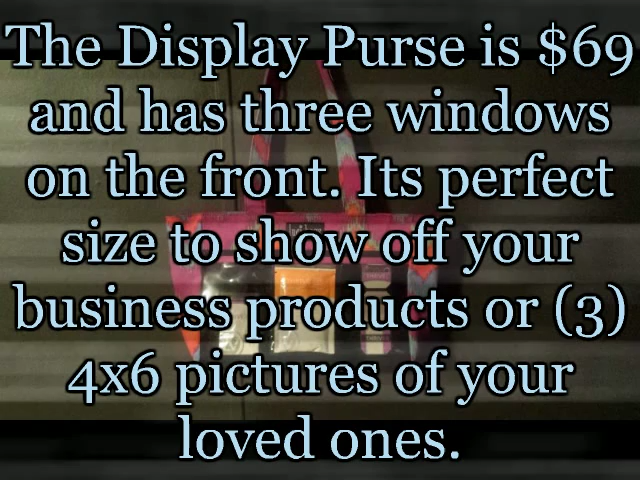 The Display Purse is $69
and has three windows
on the front. Its perfect
size to show off your
business products or (3)
4x6 pictures of your
loved ones.